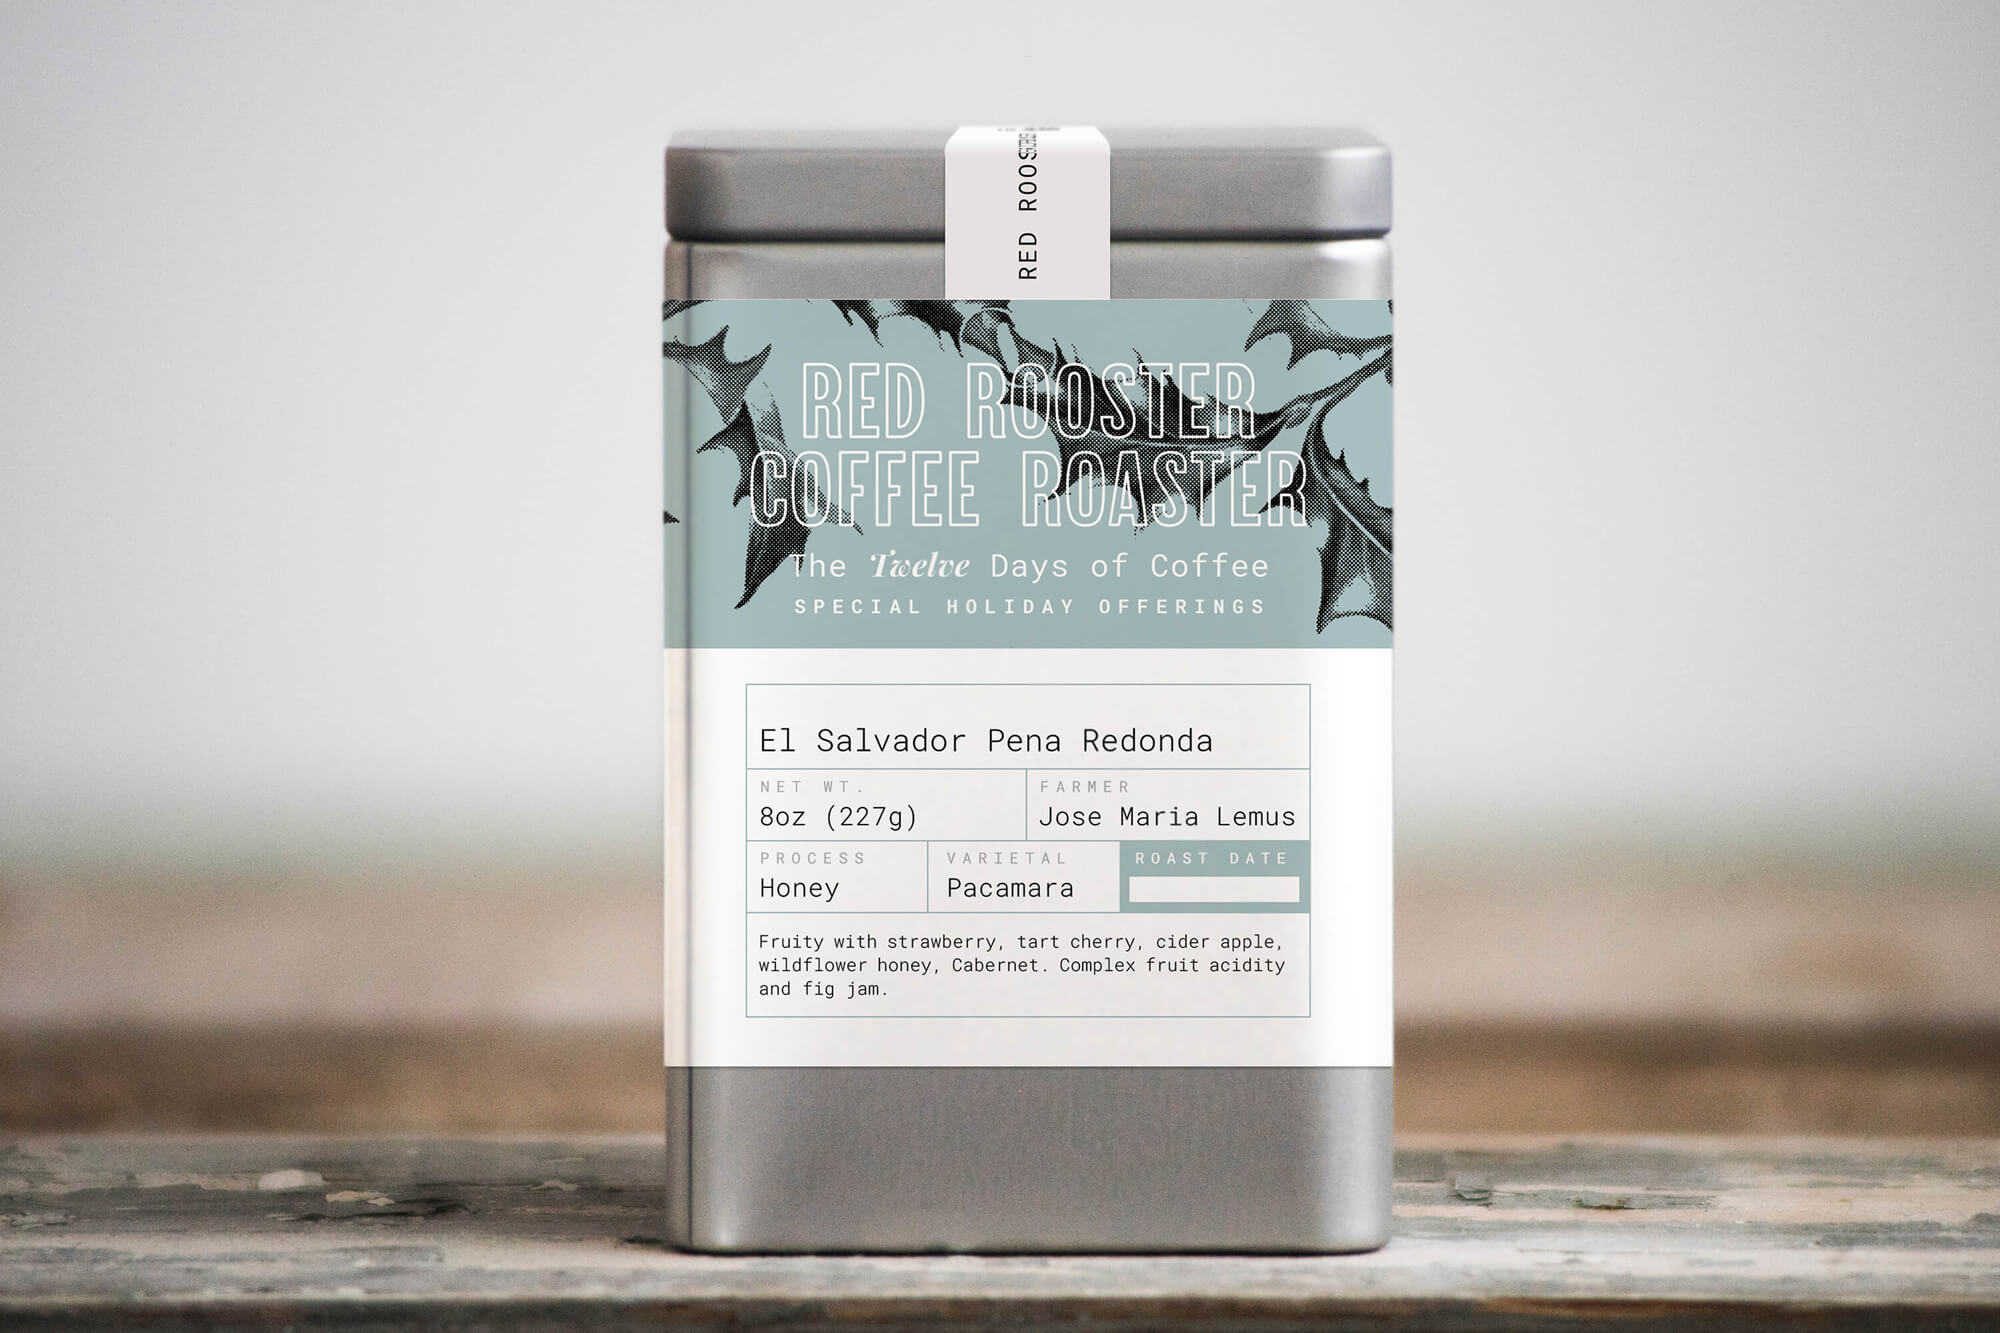 RED ROOS
RED ROOSTER
COFFEE ROASTER
The Twelve Days of Coffee
SPECIAL HOLIDAY OFFERINGS
El Salvador Pena Redonda
NET WT.
8oz (227g)
FARMER
Jose Maria Lemus
PROCESS
Honey
VARIETAL
Pacamara
ROAST DATE
Fruity with strawberry, tart cherry, cider apple,
wildflower honey, Cabernet. Complex fruit acidity
and fig jam.